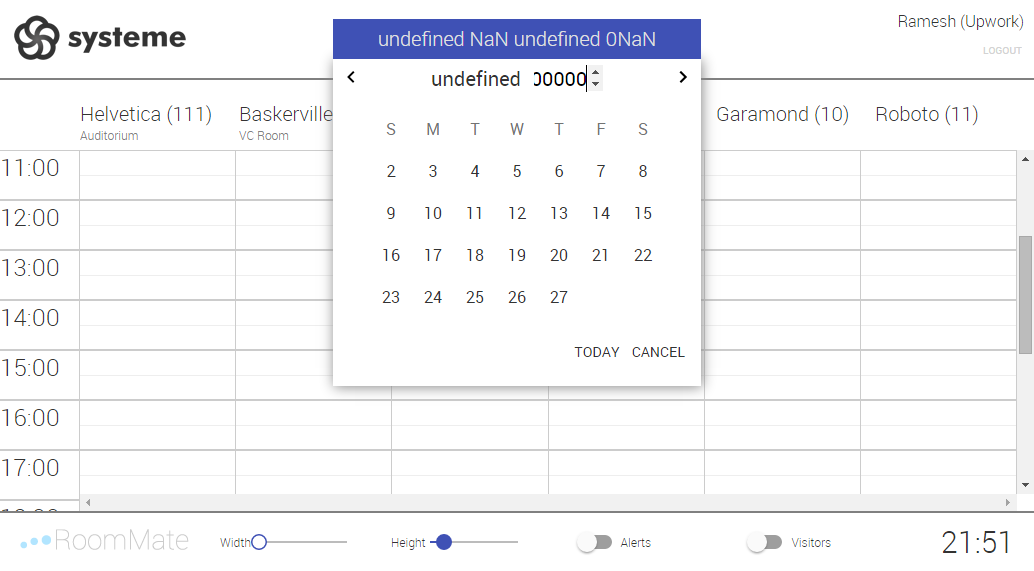 systeme
Ramesh (Upwork)
LOGOUT
undefined NaN undefined 0NaN
undefined 00000
Helvetica (111) Baskerville Garamond (10) Roboto (11)
Auditorium VC Room
S M T W T F S
2 3 4 5 6 7 8
9 10 11 12 13 14 15
16 17 18 19 20 21 22
23 24 25 26 27
TODAY CANCEL
11:00
12:00
13:00
14:00
15:00
16:00
17:00
RoomMate Width Height Alerts Visitors 21:51